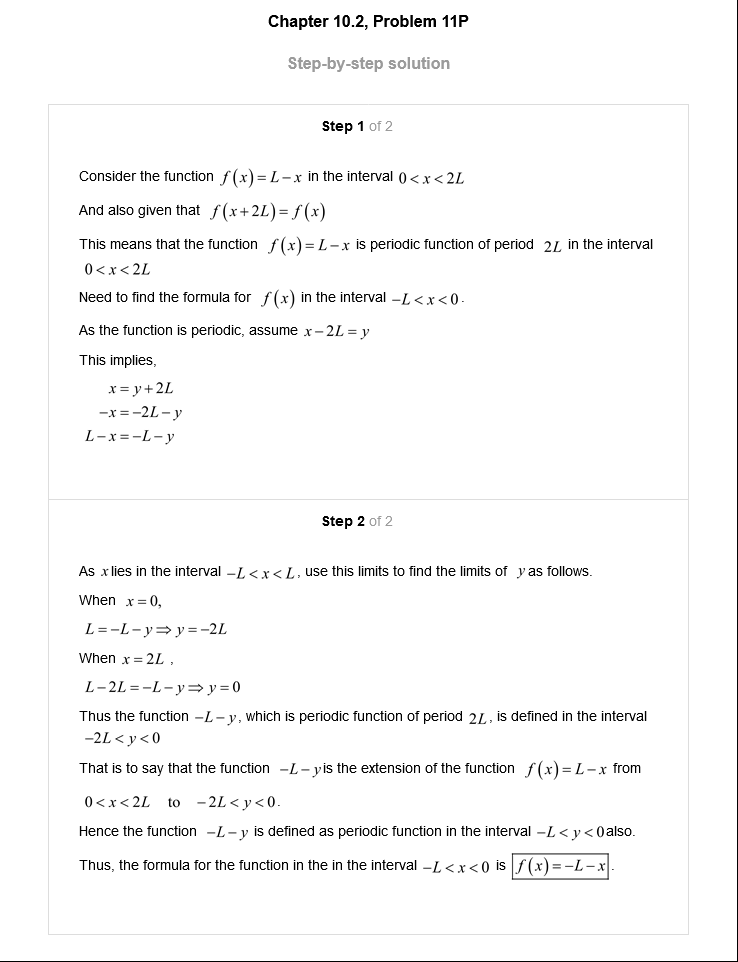 Chapter 10.2, Problem 11P
Step-by-step solution
Step 1 of 2
Consider the function f(x)=L−x in the interval 0<x<2L
And also given that f(x+2L)=f(x)
This means that the function f(x)=L−x is periodic function of period 2L in the interval
0<x<2L
Need to find the formula for f(x) in the interval −L<x<0.
As the function is periodic, assume x−2L=y
This implies,
x=y+2L
−x=−2L−y
L−x=−L−y
Step 2 of 2
As x lies in the interval −L<x<L, use this limits to find the limits of y as follows.
When x=0,
L=−L−y⇒y=−2L
When x=2L,
L−2L=−L−y⇒y=0
Thus the function −L−y, which is periodic function of period 2L, is defined in the interval
−2L<y<0
That is to say that the function −L−y is the extension of the function f(x)=L−x from
0<x<2L to −2L<y<0.
Hence the function −L−y is defined as periodic function in the interval −L<y<0 also.
Thus, the formula for the function in the in the interval −L<x<0 is f(x)=−L−x.